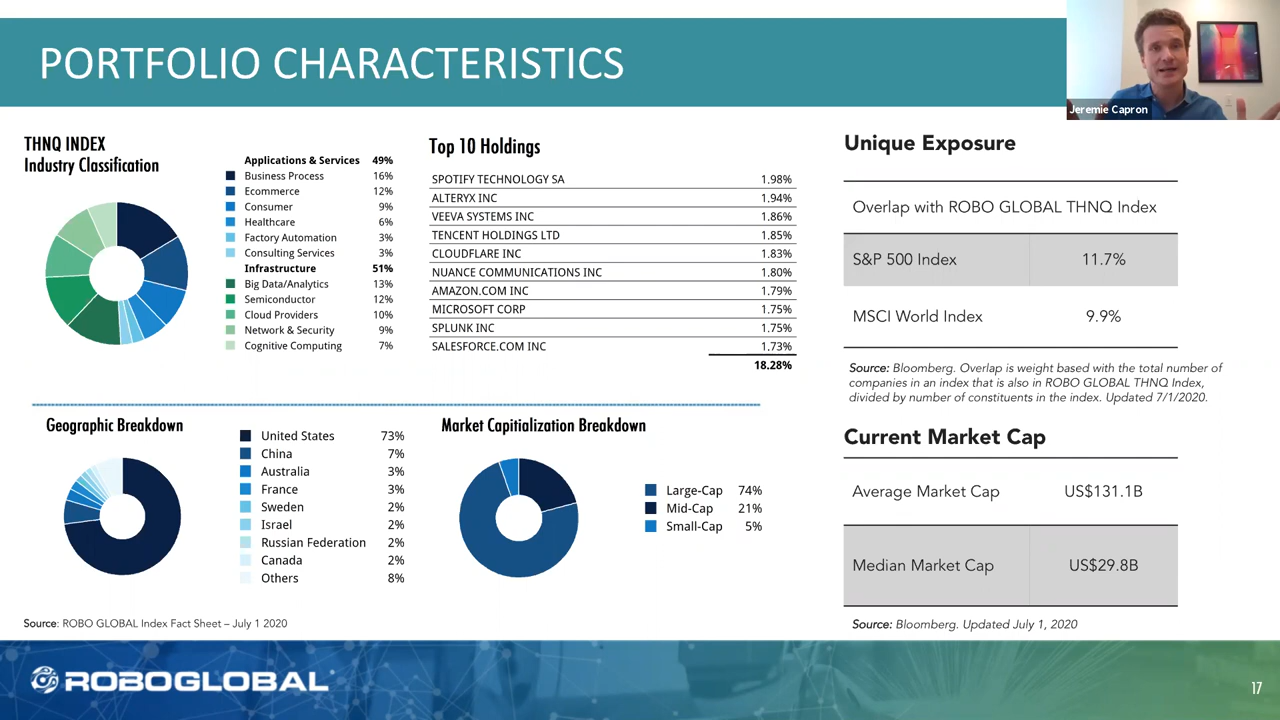 PORTFOLIO CHARACTERISTICS
Jeremie Capron
THNQ INDEX
Industry Classification
Applications & Services 49%
Business Process 16%
Ecommerce 12%
Consumer 9%
Healthcare 6%
Factory Automation 3%
Consulting Services 3%
Infrastructure 51%
Big Data/Analytics 13%
Semiconductor 12%
Cloud Providers 10%
Network & Security 9%
Cognitive Computing 7%
Top 10 Holdings
SPOTIFY TECHNOLOGY SA 1.98%
ALTERYX INC 1.94%
VEEVA SYSTEMS INC 1.86%
TENCENT HOLDINGS LTD 1.85%
CLOUDFLARE INC 1.83%
NUANCE COMMUNICATIONS INC 1.80%
AMAZON.COM INC 1.79%
MICROSOFT CORP 1.75%
SPLUNK INC 1.75%
SALESFORCE.COM INC 1.73%
18.28%
Unique Exposure
Overlap with ROBO GLOBAL THNQ Index
S&P 500 Index 11.7%
MSCI World Index 9.9%
Source: Bloomberg. Overlap is weight based with the total number of
companies in an index that is also in ROBO GLOBAL THNQ Index,
divided by number of constituents in the index. Updated 7/1/2020.
Geographic Breakdown
United States 73%
China 7%
Australia 3%
France 3%
Sweden 2%
Israel 2%
Russian Federation 2%
Canada 2%
Others 8%
Market Capitialization Breakdown
Large-Cap 74%
Mid-Cap 21%
Small-Cap 5%
Current Market Cap
Average Market Cap US$131.1B
Median Market Cap US$29.8B
Source: Bloomberg. Updated July 1, 2020
Source: ROBO GLOBAL Index Fact Sheet – July 1 2020
ROBOGLOBAL
17